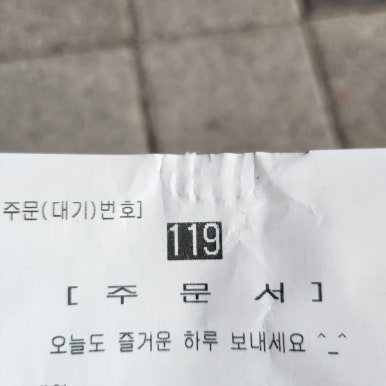 주문(대기)번호]
119
[ 주 문 서 ]
오늘도 즐거운 하루 보내세요 ^_^